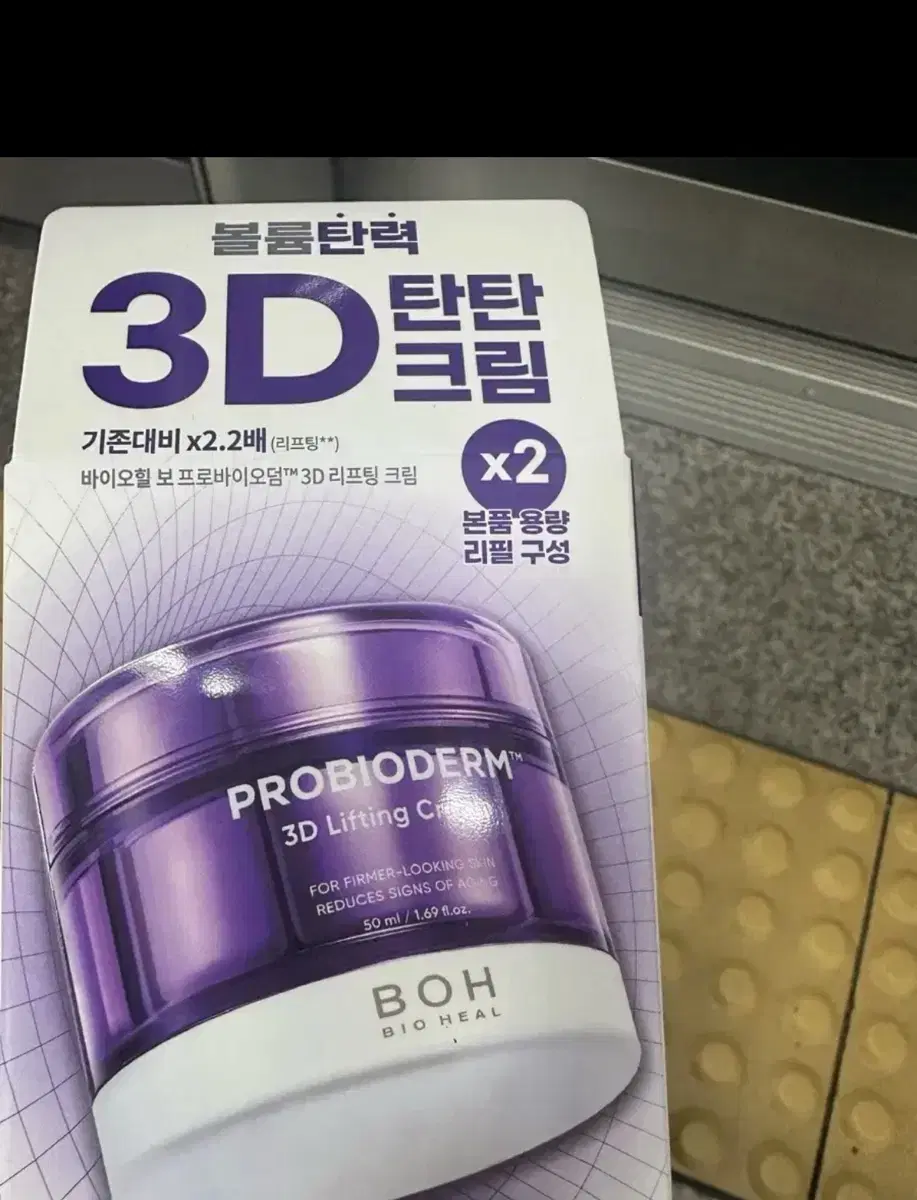 볼륨탄력
3D 탄탄
크림
기존대비 x2.2배 (리프팅**)
바이오힐 보 프로바이오덤™ 3D 리프팅 크림
x2
본품 용량
리필 구성
PROBIODERM™
3D Lifting
FOR FIRMER-LOOKING SKIN
REDUCES SIGNS OF AGING
50 ml / 1.69 fl.oz.
BOH
BIO HEAL